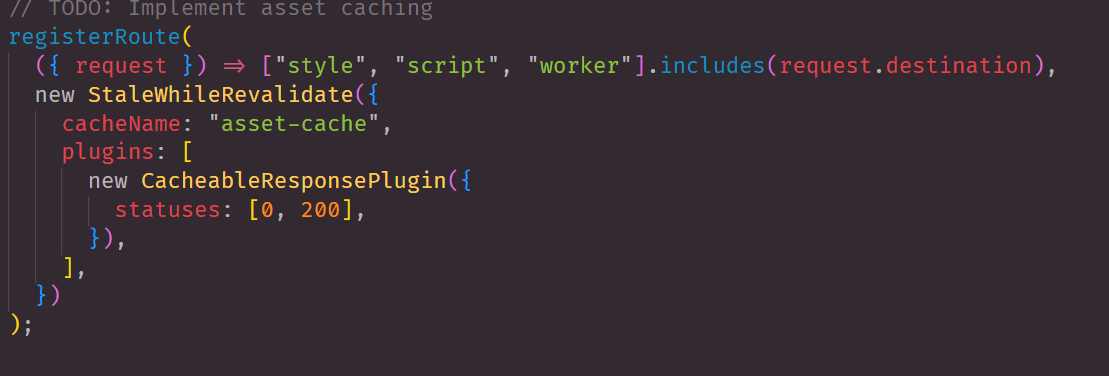 // TODO: Implement asset caching
registerRoute(
  ({ request }) => ["style", "script", "worker"].includes(request.destination),
  new StaleWhileRevalidate({
    cacheName: "asset-cache",
    plugins: [
      new CacheableResponsePlugin({
        statuses: [0, 200],
      }),
    ],
  })
);